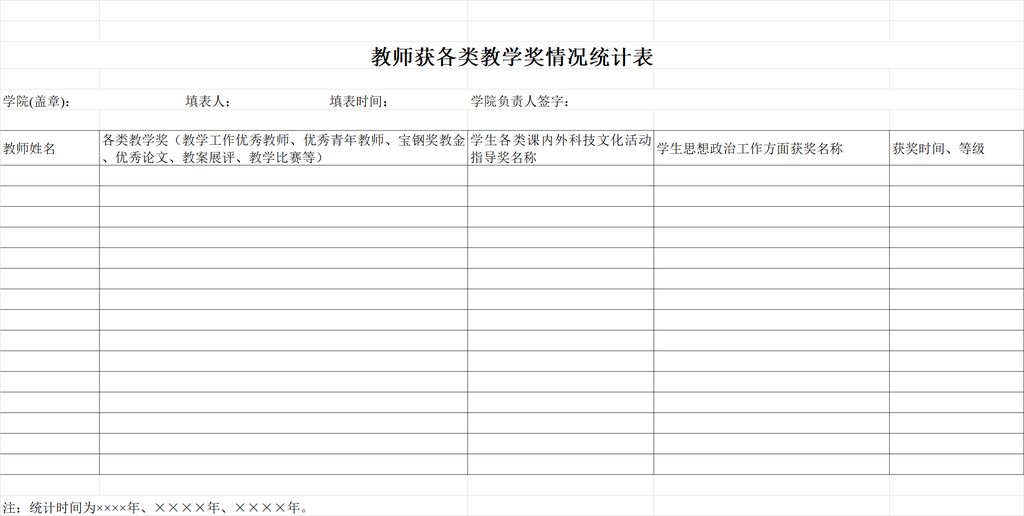 教师获各类教学奖情况统计表
学院(盖章): 填表人: 填表时间: 学院负责人签字:
教师姓名
各类教学奖（教学工作优秀教师、优秀青年教师、宝钢奖教金
、优秀论文、教案展评、教学比赛等）
学生各类课内外科技文化活动
指导奖名称
学生思想政治工作方面获奖名称
获奖时间、等级
注：统计时间为××××年、××××年、××××年。